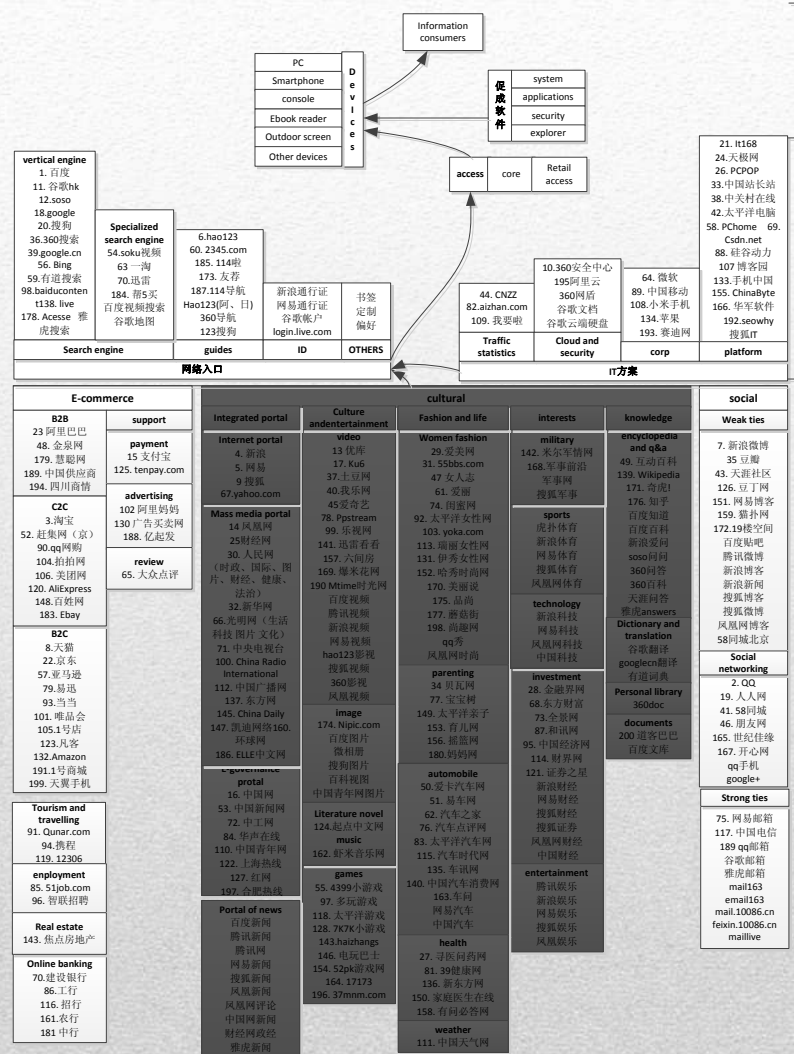 Information
consumers
PC
Smartphone
console
Ebook reader
Outdoor screen
Other devices
Devices
促成软件
system
applications
security
explorer
access
core
Retail
access
vertical engine
1. 百度
11. 谷歌hk
12.soso
18.google
20.搜狗
36.360搜索
39.google.cn
56. Bing
59.有道搜索
98.baiduconten
t138. live
178. Acesse 雅
虎搜索
Specialized
search engine
54.soku视频
63 一淘
70.迅雷
184. 帮5买
百度视频搜索
谷歌地图
6.hao123
60. 2345.com
185. 114啦
173. 友荐
187.114导航
Hao123(阿、日)
360导航
123搜狗
新浪通行证
网易通行证
谷歌帐户
login.live.com
书签
定制
偏好
Search engine
guides
ID
OTHERS
网络入口
44. CNZZ
82.aizhan.com
109. 我要啦
10.360安全中心
195阿里云
360网盾
谷歌文档
谷歌云端硬盘
64. 微软
89. 中国移动
108.小米手机
134.苹果
193. 赛迪网
21. It168
24.天极网
26. PCPOP
33.中国站长站
38.中关村在线
42.太平洋电脑
58. PChome 69.
Csdn.net
88. 硅谷动力
107 博客园
133.手机中国
155. ChinaByte
166. 华军软件
192.seowhy
搜狐IT
Traffic
statistics
Cloud and
security
corp
platform
IT方案
E-commerce
B2B
23 阿里巴巴
48. 金泉网
179. 慧聪网
189. 中国供应商
194. 四川商情
C2C
3.淘宝
52. 赶集网（京）
90.qq网购
104.拍拍网
106. 美团网
120. AliExpress
148.百姓网
183. Ebay
B2C
8.天猫
22.京东
57.亚马逊
79.易迅
93.当当
101. 唯品会
105.1号店
123.凡客
132.Amazon
191.1号商城
199. 天翼手机
support
payment
15 支付宝
125. tenpay.com
advertising
102 阿里妈妈
130 广告买卖网
188. 亿起发
review
65. 大众点评
Tourism and
travelling
91. Qunar.com
94.携程
119. 12306
enployment
85. 51job.com
96. 智联招聘
Real estate
143. 焦点房地产
Online banking
70.建设银行
86.工行
116. 招行
161.农行
181 中行
cultural
Integrated portal
Internet portal
4. 新浪
5. 网易
9 搜狐
67.yahoo.com
Mass media portal
14 凤凰网
25财经网
30. 人民网
（时政、国际、图
片、财经、健康、
法治）
32.新华网
66.光明网（生活
科技 图片 文化）
71. 中央电视台
100. China Radio
International
112. 中国广播网
137. 东方网
145. China Daily
147. 凯迪网络160.
环球网
186. ELLE中文网
E-governance
protal
16. 中国网
53. 中国新闻网
72. 中工网
84. 华声在线
110. 中国青年网
122. 上海热线
127. 红网
197. 合肥热线
Portal of news
百度新闻
腾讯新闻
腾讯网
网易新闻
搜狐新闻
凤凰新闻
凤凰网评论
中国网新闻
财经网政经
雅虎新闻
Culture
andentertainment
video
13 优库
17. Ku6
37.土豆网
40.我乐网
45爱奇艺
78. Ppstream
99. 乐视网
141. 迅雷看看
157. 六间房
169. 爆米花网
190 Mtime时光网
百度视频
腾讯视频
新浪视频
网易视频
hao123影视
搜狐视频
360影视
凤凰视频
image
174. Nipic.com
百度图片
微相册
搜狗图片
百科视图
中国青年网图片
Literature novel
124.起点中文网
music
162. 虾米音乐网
games
55. 4399小游戏
97. 多玩游戏
118. 太平洋游戏
128. 7K7K小游戏
143.haizhangs
146. 电玩巴士
154. 52pk游戏网
164. 17173
196. 37mnm.com
Fashion and life
Women fashion
29.爱美网
31. 55bbs.com
47 女人志
61. 爱丽
74. 闺蜜网
92. 太平洋女性网
103. yoka.com
113. 瑞丽女性网
131. 伊秀女性网
152. 哈秀时尚网
170. 美丽说
175. 品尚
177. 蘑菇街
198. 尚趣网
qq秀
凤凰网时尚
parenting
34 贝瓦网
77. 宝宝树
149. 太平洋亲子
153. 育儿网
156. 摇篮网
180.妈妈网
automobile
50.爱卡汽车网
51. 易车网
62. 汽车之家
76. 汽车点评网
83. 太平洋汽车网
115. 汽车时代网
135. 车讯网
140. 中国汽车消费网
163.车问
网易汽车
中国汽车
health
27. 寻医问药网
81. 39健康网
136. 新东方网
150. 家庭医生在线
158. 有问必答网
weather
111. 中国天气网
interests
military
142. 米尔军情网
168.军事前沿
军事网
搜狐军事
sports
虎扑体育
新浪体育
网易体育
搜狐体育
凤凰网体育
technology
新浪科技
网易科技
凤凰网科技
中国科技
investment
28. 金融界网
68.东方财富
73.全景网
87.和讯网
95. 中国经济网
114. 财界网
121. 证券之星
新浪财经
网易财经
搜狐财经
搜狐证券
凤凰网财经
中国财经
entertainment
腾讯娱乐
新浪娱乐
网易娱乐
搜狐娱乐
凤凰娱乐
knowledge
encyclopedia
and q&a
49. 互动百科
139. Wikipedia
171. 奇虎!
176. 知乎
百度知道
百度百科
新浪爱问
soso问问
360问答
360百科
天涯问答
雅虎answers
Dictionary and
translation
谷歌翻译
googlecn翻译
有道词典
Personal library
360doc
documents
200 道客巴巴
百度文库
social
Weak ties
7. 新浪微博
35 豆瓣
43. 天涯社区
126. 豆丁网
151. 网易博客
159. 猫扑网
172.19楼空间
百度贴吧
腾讯微博
新浪博客
新浪新闻
搜狐博客
搜狐微博
凤凰网博客
58同城北京
Social
networking
2. QQ
19. 人人网
41. 58同城
46. 朋友网
165. 世纪佳缘
167. 开心网
qq手机
google+
Strong ties
75. 网易邮箱
117. 中国电信
189 qq邮箱
谷歌邮箱
雅虎邮箱
mail163
email163
mail.10086.cn
feixin.10086.cn
maillive